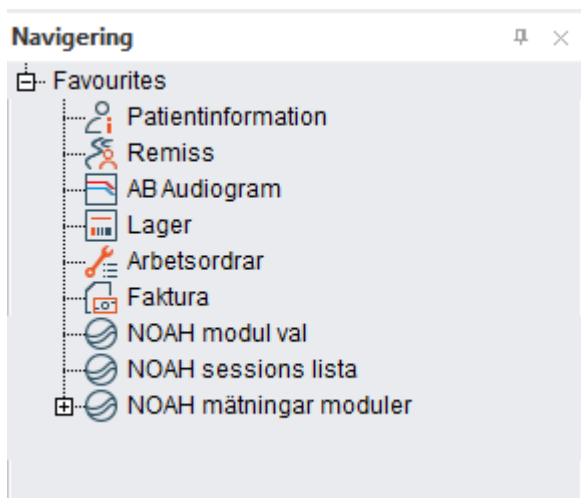 Navigering
Favourites
Patientinformation
Remiss
AB Audiogram
Lager
Arbetsordrar
Faktura
NOAH modul val
NOAH sessions lista
NOAH mätningar moduler